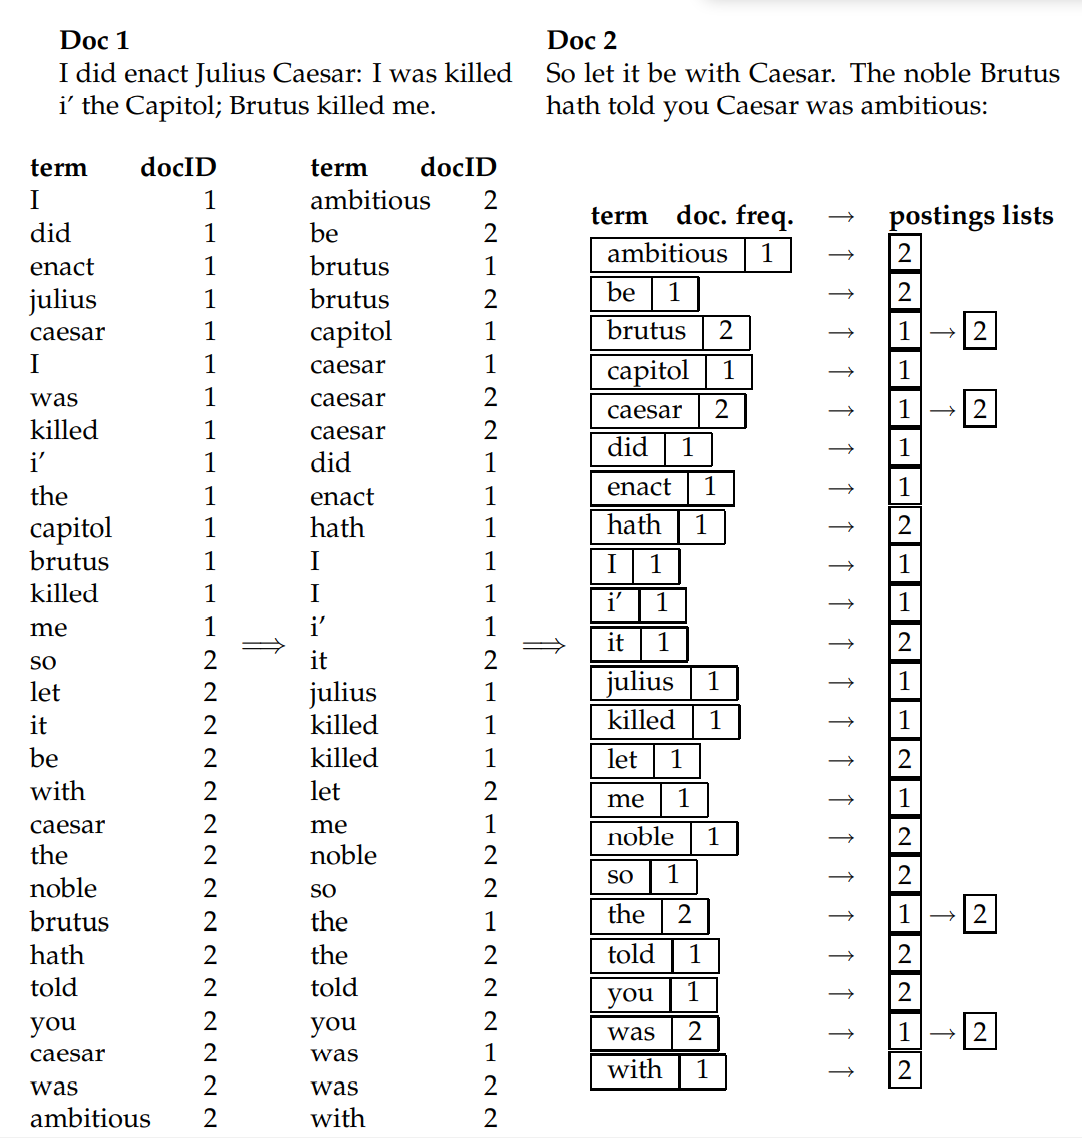 Doc 1
I did enact Julius Caesar: I was killed
i′ the Capitol; Brutus killed me.
Doc 2
So let it be with Caesar. The noble Brutus
hath told you Caesar was ambitious:
term docID
I 1
did 1
enact 1
julius 1
caesar 1
I 1
was 1
killed 1
i′ 1
the 1
capitol 1
brutus 1
killed 1
me 1
so 2
let 2
it 2
be 2
with 2
caesar 2
the 2
noble 2
brutus 2
hath 2
told 2
you 2
caesar 2
was 2
ambitious 2
⟹
term docID
ambitious 2
be 2
brutus 1
brutus 2
capitol 1
caesar 1
caesar 2
caesar 2
did 1
enact 1
hath 1
I 1
I 1
i′ 1
it 2
julius 1
killed 1
killed 1
let 2
me 1
noble 2
so 2
the 1
the 2
told 2
you 2
was 1
was 2
with 2
⟹
term doc. freq. → postings lists
ambitious 1 → 2
be 1 → 2
brutus 2 → 1 → 2
capitol 1 → 1
caesar 2 → 1 → 2
did 1 → 1
enact 1 → 1
hath 1 → 2
I 1 → 1
i′ 1 → 1
it 1 → 2
julius 1 → 1
killed 1 → 1
let 1 → 2
me 1 → 1
noble 1 → 2
so 1 → 2
the 2 → 1 → 2
told 1 → 2
you 1 → 2
was 2 → 1 → 2
with 1 → 2